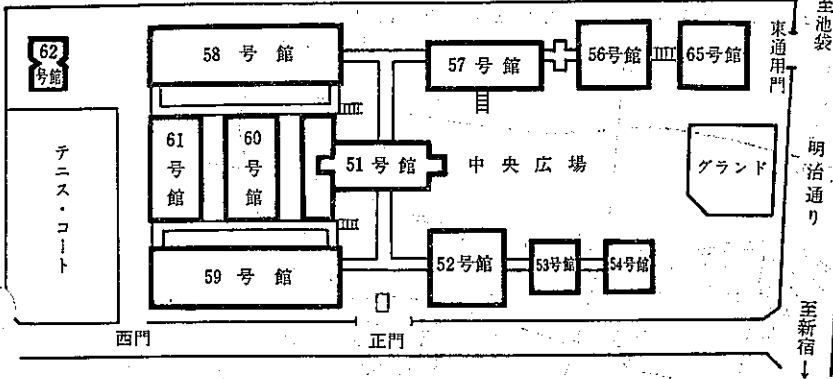 至池袋
東通用門
62
号館
58 号 館
57 号 館
56号館
65号館
テニス・コート
61
号
館
60
号
館
51 号 館
中 央 広 場
グランド
明治通り
59 号 館
52号館
53号館
54号館
西門
正門
至新宿